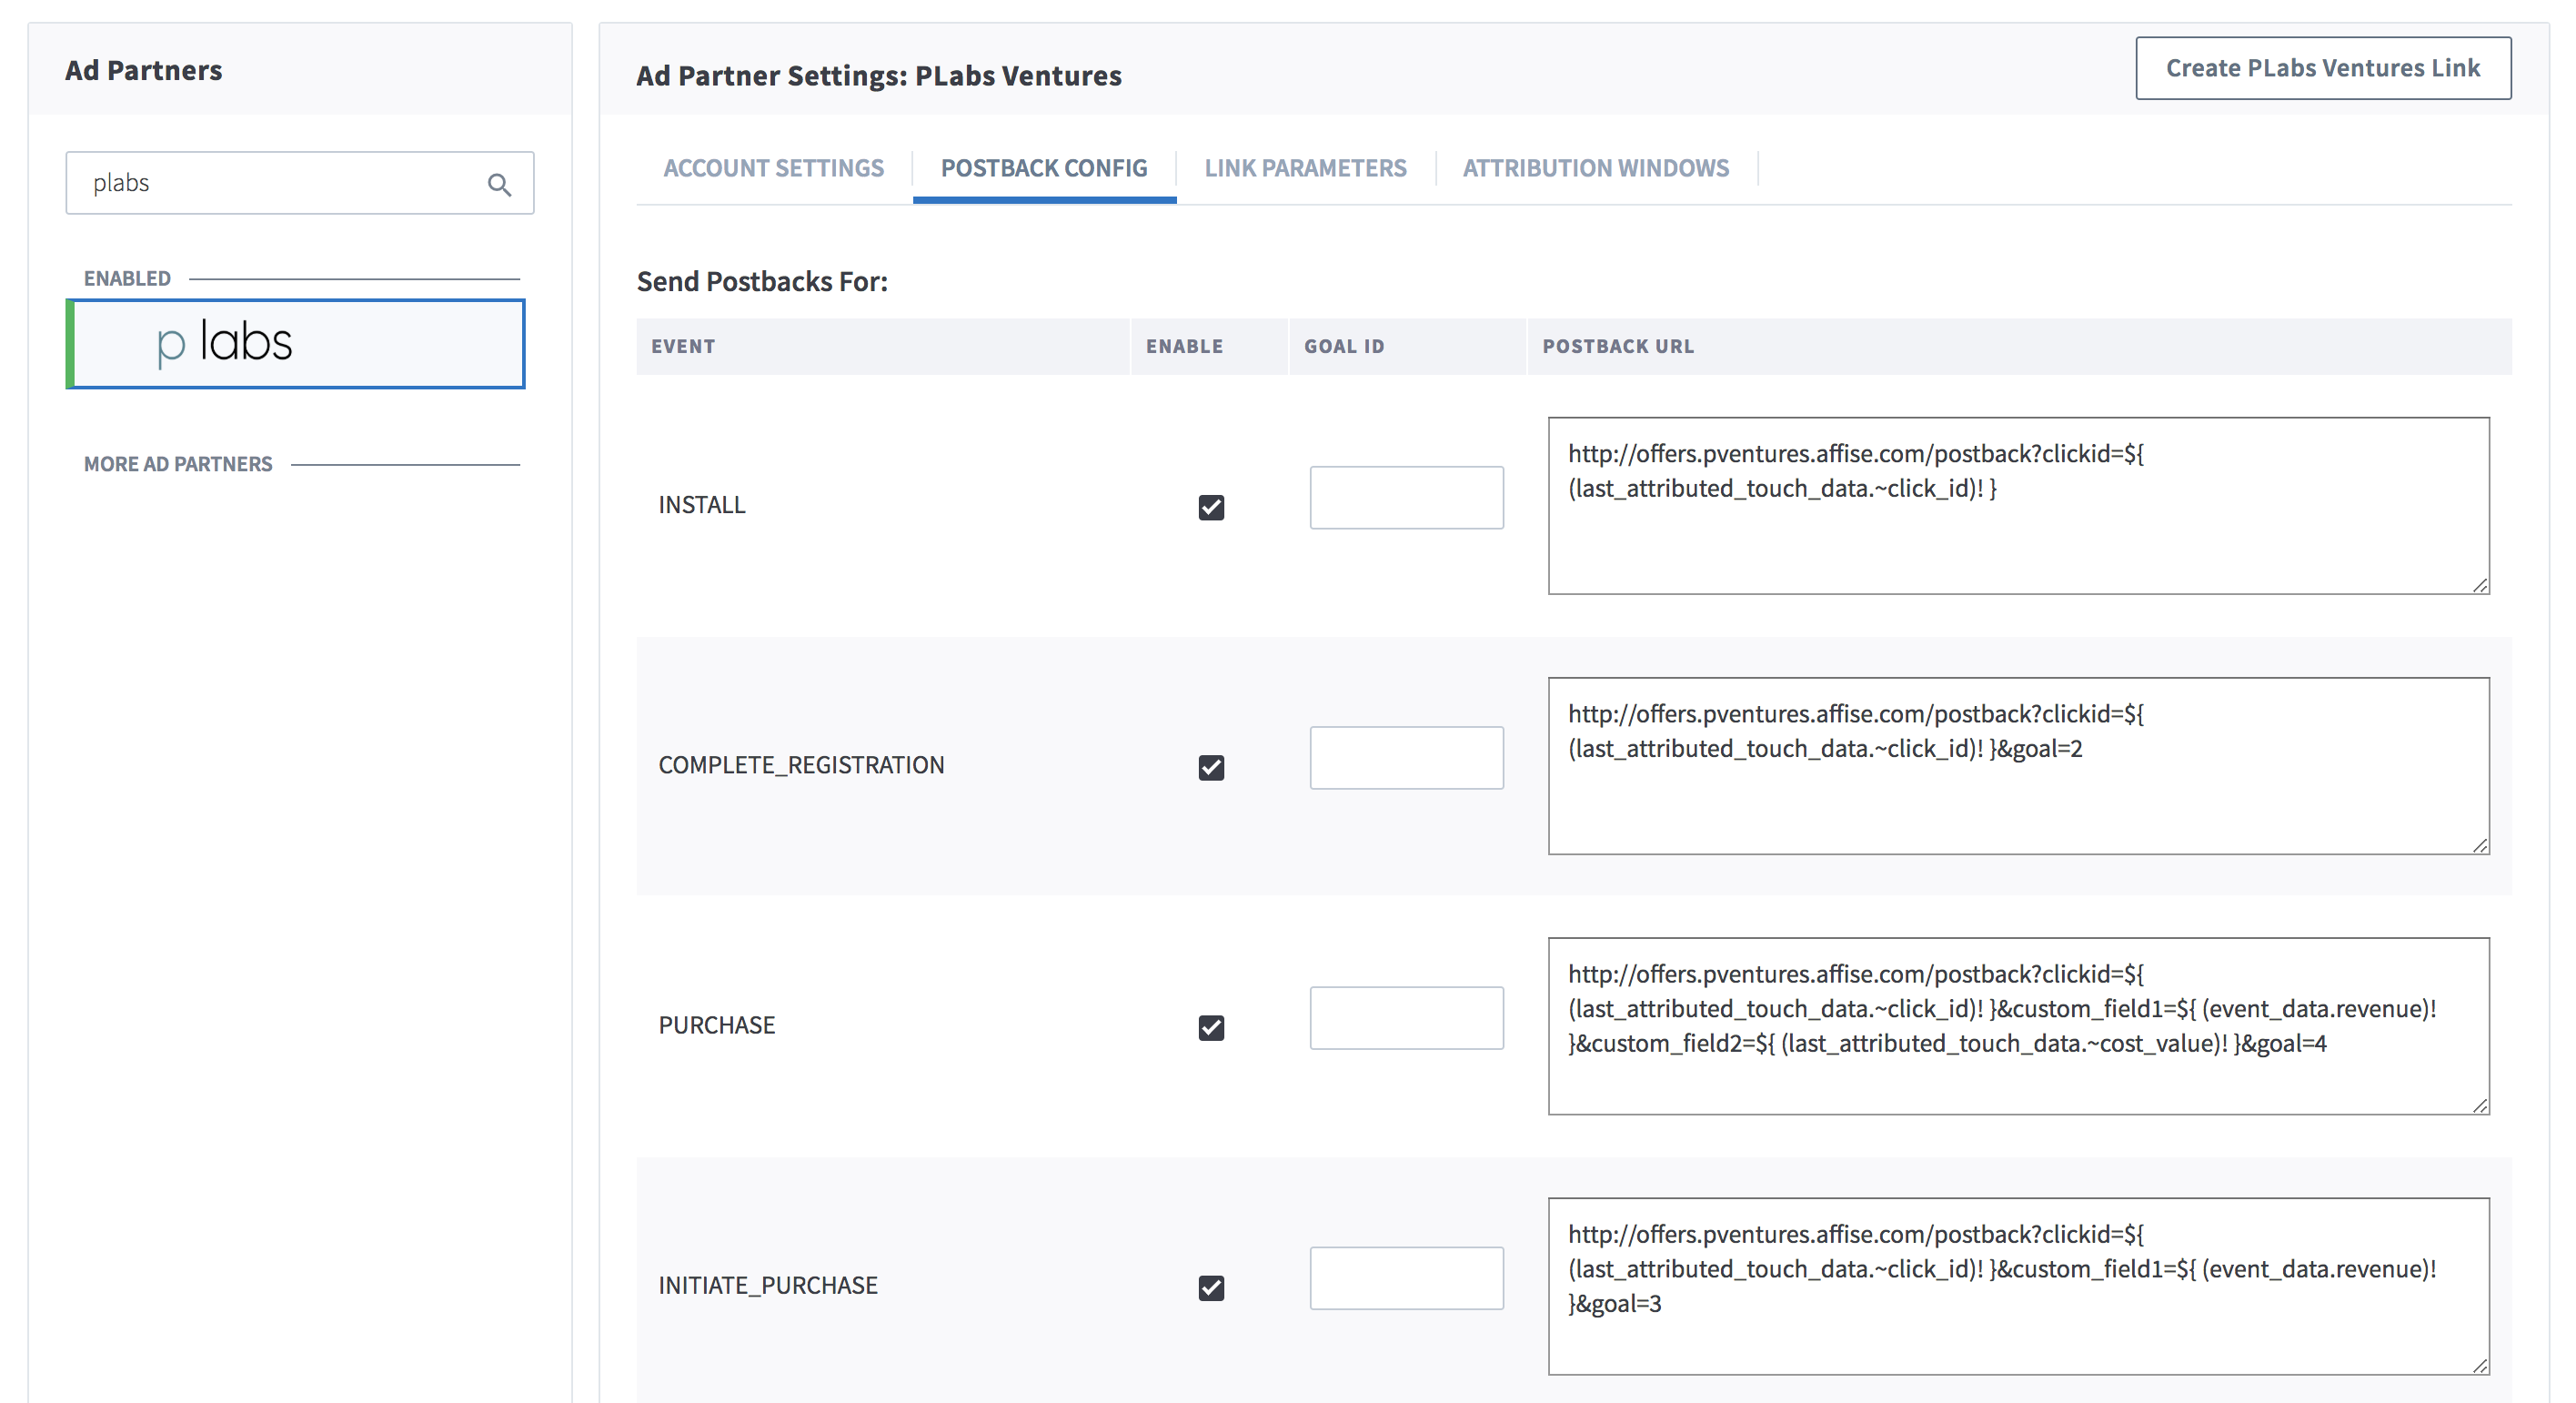 Ad Partners
plabs
ENABLED
p labs
MORE AD PARTNERS
Ad Partner Settings: PLabs Ventures
Create PLabs Ventures Link
ACCOUNT SETTINGS
POSTBACK CONFIG
LINK PARAMETERS
ATTRIBUTION WINDOWS
Send Postbacks For:
EVENT
ENABLE
GOAL ID
POSTBACK URL
INSTALL
http://offers.pventures.affise.com/postback?clickid=${
(last_attributed_touch_data.~click_id)! }
COMPLETE_REGISTRATION
http://offers.pventures.affise.com/postback?clickid=${
(last_attributed_touch_data.~click_id)! }&goal=2
PURCHASE
http://offers.pventures.affise.com/postback?clickid=${
(last_attributed_touch_data.~click_id)! }&custom_field1=${ (event_data.revenue)!
}&custom_field2=${ (last_attributed_touch_data.~cost_value)! }&goal=4
INITIATE_PURCHASE
http://offers.pventures.affise.com/postback?clickid=${
(last_attributed_touch_data.~click_id)! }&custom_field1=${ (event_data.revenue)!
}&goal=3